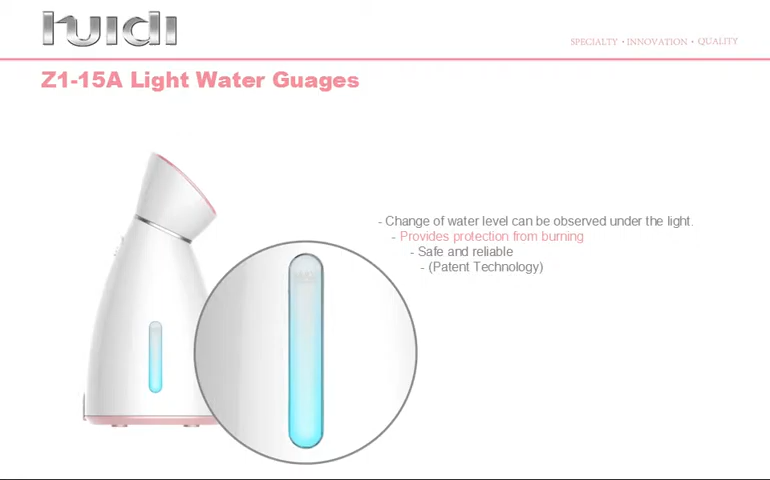 huidi
SPECIALTY • INNOVATION • QUALITY
Z1-15A Light Water Guages
- Change of water level can be observed under the light.
- Provides protection from burning
- Safe and reliable
- (Patent Technology)